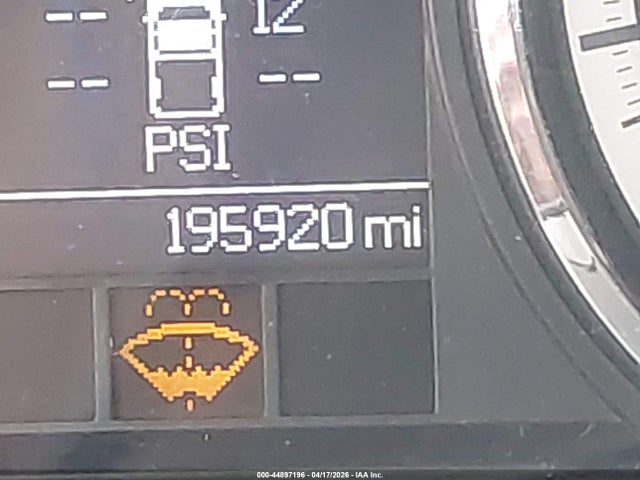 -- 12
-- --
PSI
195920 mi
000-44897196 - 04/17/2026 - IAA Inc.